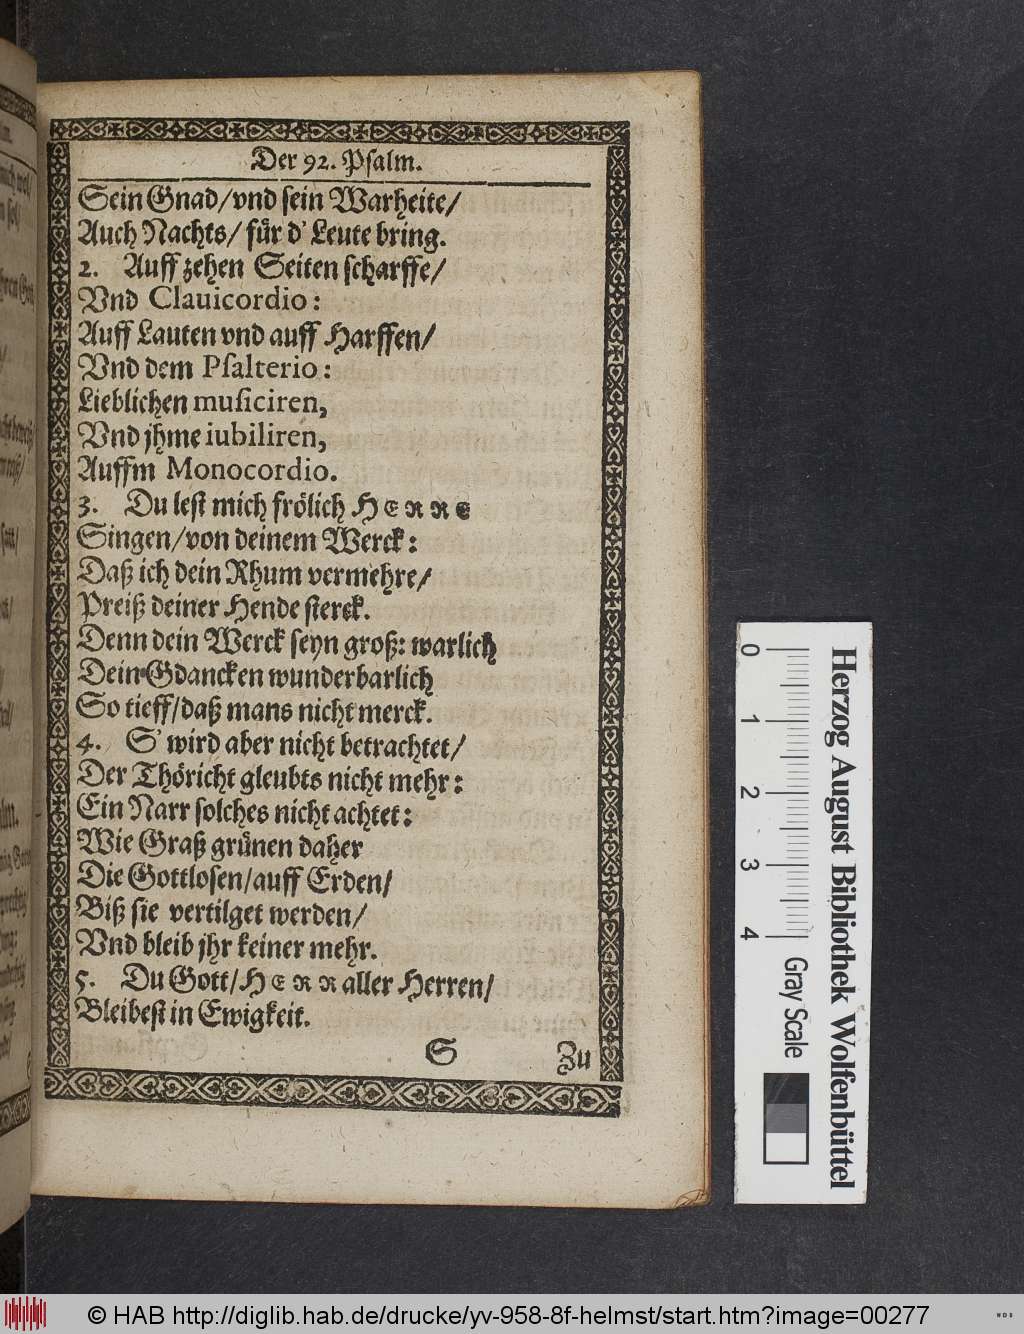 Der 92. Pſalm.
Sein Gnad/vnd ſein Warheite/
Auch Nachts/ für d' Leute bring.
2. Auff zehen Seiten ſcharffe/
Vnd Clauicordio:
Auff Lauten vnd auff Harffen/
Vnd dem Pſalterio:
Lieblichen muſiciren,
Vnd jhme iubiliren,
Auffm Monocordio.
3. Du leſt mich frölich HERRE
Singen/von deinem Werck:
Daß ich dein Rhum vermehre/
Preiß deiner Hende ſterck.
Denn dein Werck ſeyn groß: warlich
Dein Gdancken wunderbarlich
So tieff/daß mans nicht merck.
4. S' wird aber nicht betrachtet/
Der Thöricht gleubts nicht mehr:
Ein Narr ſolches nicht achtet:
Wie Graß grünen daher
Die Gottloſen/auff Erden/
Biß ſie vertilget werden/
Vnd bleib jhr keiner mehr.
5. Du Gott/HERR aller Herren/
Bleibeſt in Ewigkeit.
S Zu
0 1 2 3 4 Gray Scale
Herzog August Bibliothek Wolfenbüttel
© HAB http://diglib.hab.de/drucke/yv-958-8f-helmst/start.htm?image=00277